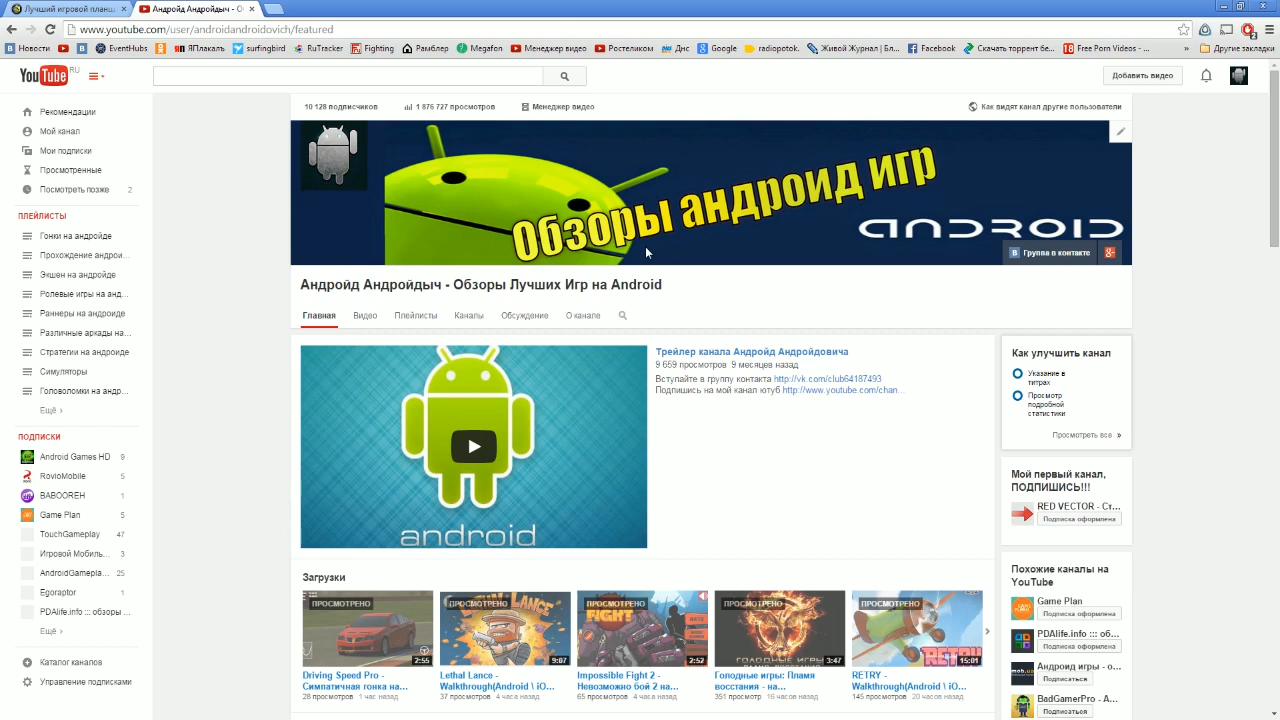 Лучший игровой планш
Андройд Андройдыч - О
www.youtube.com/user/androidandroidovich/featured
Новости
EventHubs
ЯПлакалъ
surfingbird
RuTracker
Fighting
Рамблер
Megafon
Менеджер видео
Ростеликом
Днс
Google
radiopotok.
Живой Журнал | Бл...
Facebook
Скачать торрент бе...
Free Porn Videos - ...
Другие закладки
YouTube RU
Добавить видео
2
Рекомендации
Мой канал
Мои подписки
Просмотренные
Посмотреть позже 2
ПЛЕЙЛИСТЫ
Гонки на андройде
Прохождение андрои...
Экшен на андройде
Ролевые игры на анд...
Раннеры на андроиде
Различные аркады на...
Стратегии на андроиде
Симуляторы
Головоломки на андр...
Ещё ›
ПОДПИСКИ
Android Games HD 9
RovioMobile 5
BABOOREH 1
Game Plan 5
TouchGameplay 47
Игровой Мобиль... 3
AndroidGamepla... 25
Egoraptor 1
PDAlife.info ::: обзоры ...
Ещё ›
Каталог каналов
Управление подписками
10 128 подписчиков
1 876 727 просмотров
Менеджер видео
Как видят канал другие пользователи
Обзоры андроид игр
ANDROID
Группа в контакте
Андройд Андройдыч - Обзоры Лучших Игр на Android
Главная
Видео
Плейлисты
Каналы
Обсуждение
О канале
android
Трейлер канала Андройд Андройдовича
9 659 просмотров 9 месяцев назад
Вступайте в группу контакта http://vk.com/club64187493
Подпишись на мой канал ютуб http://www.youtube.com/chan...
Загрузки
ПРОСМОТРЕНО
2:55
Driving Speed Pro -
Симпатичная гонка на...
28 просмотров 1 час назад
ПРОСМОТРЕНО
9:07
Lethal Lance -
Walkthrough(Android \ iO...
37 просмотров 4 часа назад
ПРОСМОТРЕНО
FIGHT
2:52
Impossible Fight 2 -
Невозможно бой 2 на...
65 просмотров 4 часа назад
ПРОСМОТРЕНО
ГОЛОДНЫЕ ИГРЫ
3:47
Голодные игры: Пламя
восстания - на...
351 просмотр 16 часов назад
ПРОСМОТРЕНО
RETRY
15:01
RETRY -
Walkthrough(Android \ iO...
145 просмотров 20 часов назад
Как улучшить канал
Указание в
титрах
Просмотр
подробной
статистики
Просмотреть все »
Мой первый канал,
ПОДПИШИСЬ!!!
RED VECTOR - Ст...
Подписка оформлена
Похожие каналы на
YouTube
Game Plan
Подписка оформлена
PDAlife.info ::: об...
Подписка оформлена
Андроид игры - о...
Подписаться
BadGamerPro - А...
Подписаться